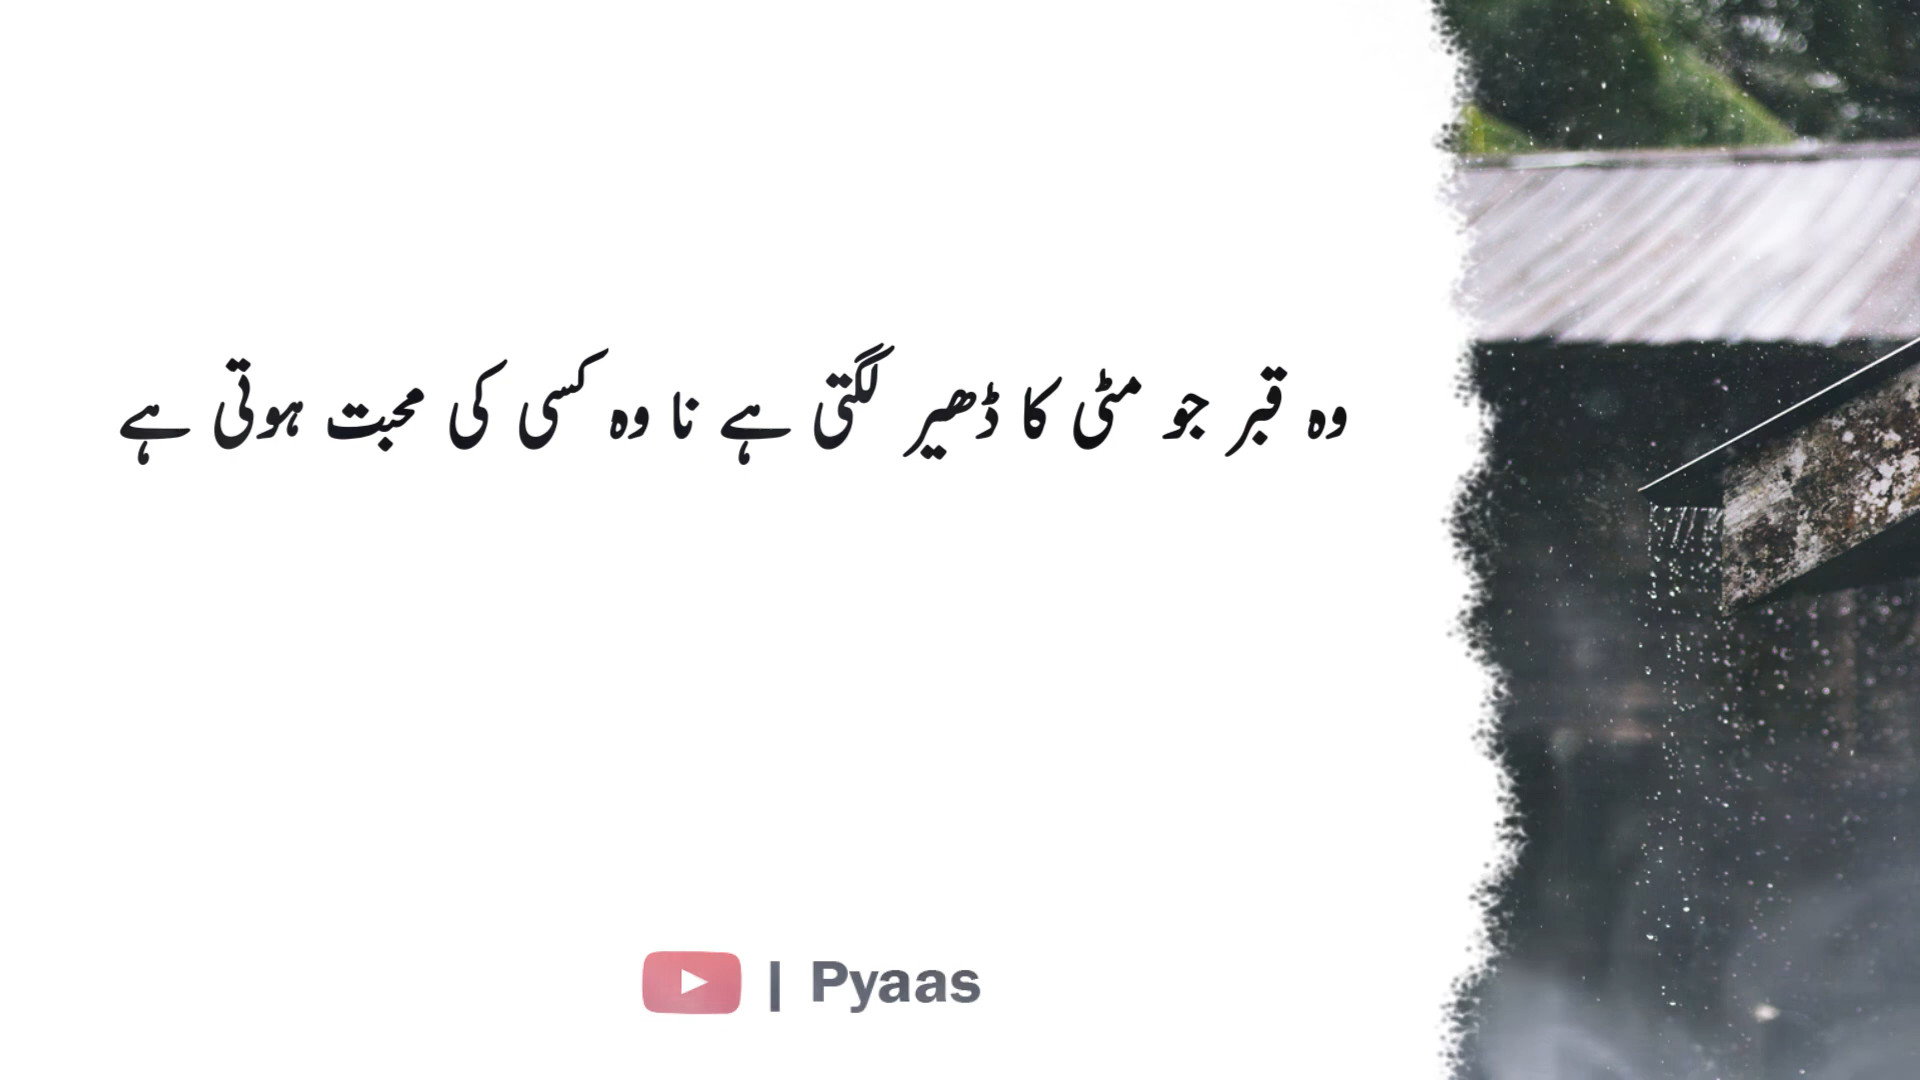 وہ قبر جو مٹی کا ڈھیر لگتی ہے نا وہ کسی کی محبت ہوتی ہے
| Pyaas